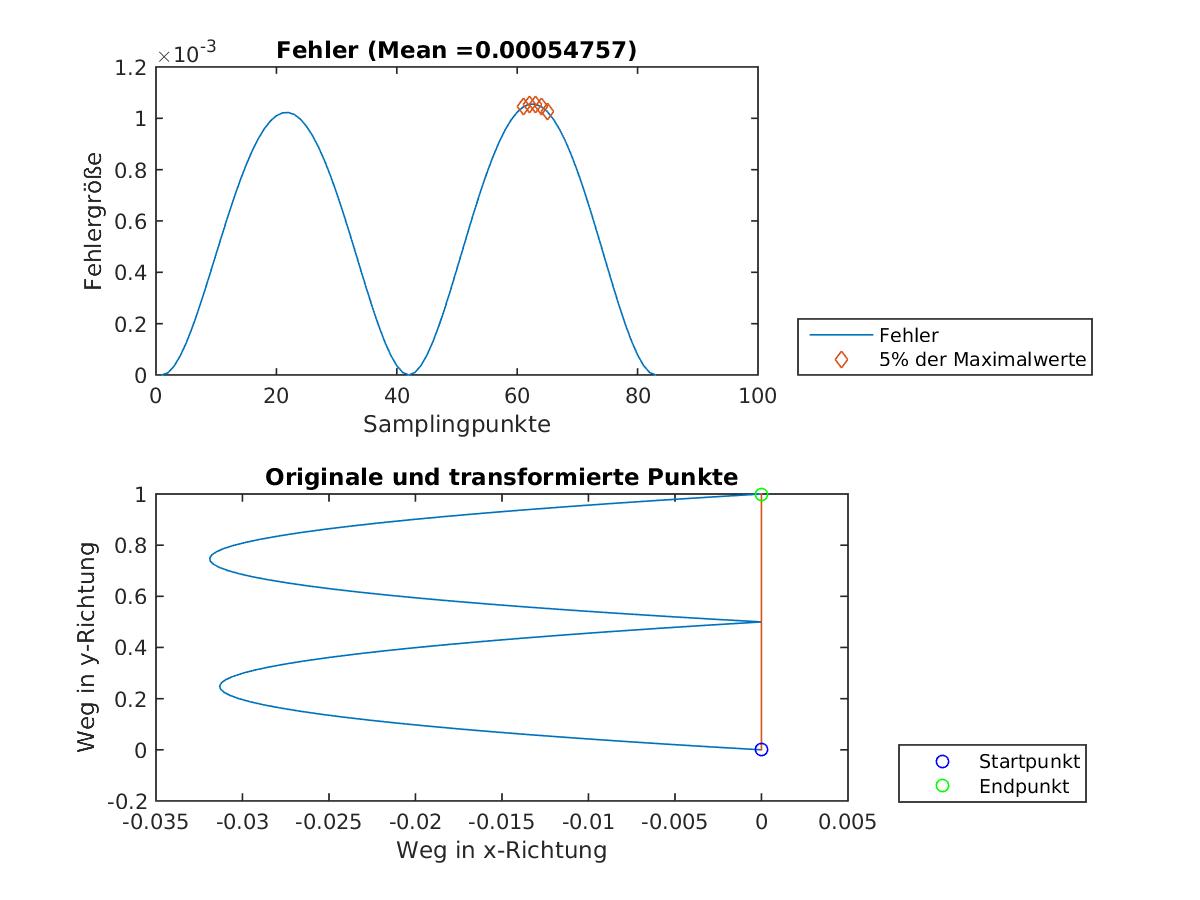 ×10-3
Fehler (Mean =0.00054757)
1.2
1
0.8
0.6
0.4
0.2
0
Fehlergröße
0 20 40 60 80 100
Samplingpunkte
Fehler
5% der Maximalwerte
Originale und transformierte Punkte
1
0.8
0.6
0.4
0.2
0
-0.2
Weg in y-Richtung
-0.035 -0.03 -0.025 -0.02 -0.015 -0.01 -0.005 0 0.005
Weg in x-Richtung
Startpunkt
Endpunkt